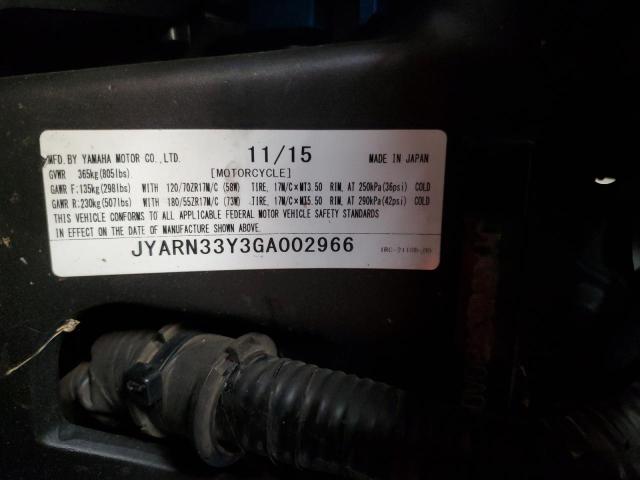 MFD. BY YAMAHA MOTOR CO., LTD. 11/15 MADE IN JAPAN
GVWR 365kg(805lbs) [MOTORCYCLE]
GAWR F:135kg(298lbs) WITH 120/70ZR17M/C (58W) TIRE, 17M/C×MT3.50 RIM, AT 250kPa(36psi) COLD
GAWR R:230kg(507lbs) WITH 180/55ZR17M/C (73W) TIRE, 17M/C×MT5.50 RIM, AT 290kPa(42psi) COLD
THIS VEHICLE CONFORMS TO ALL APPLICABLE FEDERAL MOTOR VEHICLE SAFETY STANDARDS
IN EFFECT ON THE DATE OF MANUFACTURE SHOWN ABOVE.
JYARN33Y3GA002966